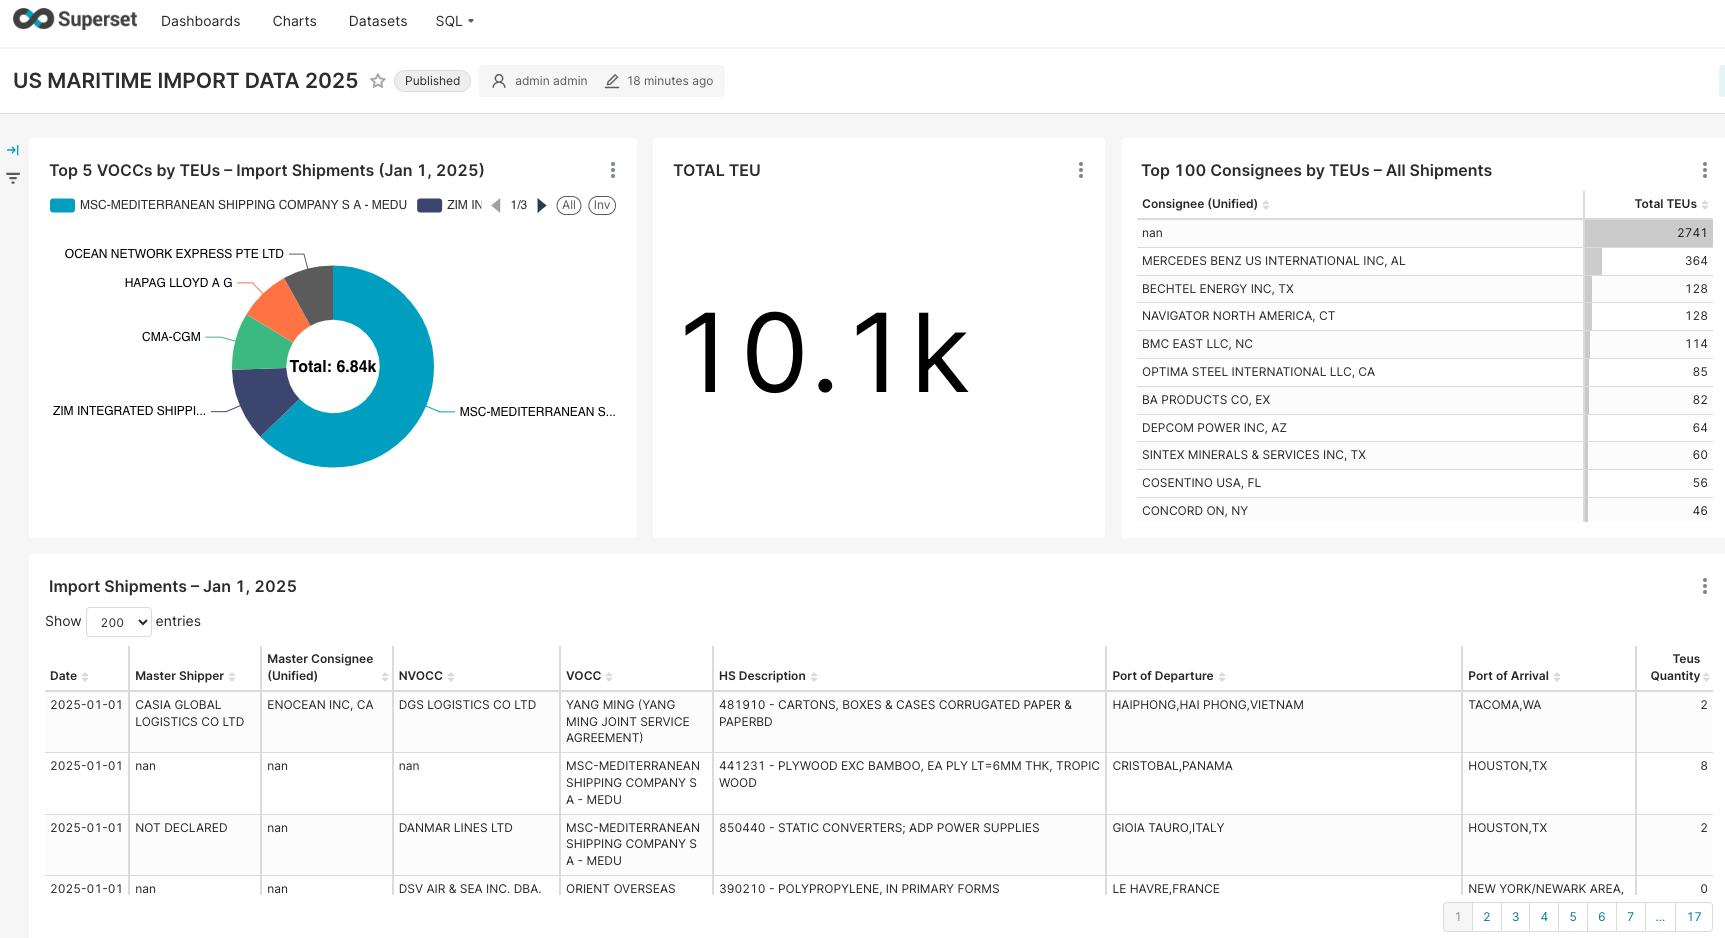 Superset Dashboards Charts Datasets SQL
US MARITIME IMPORT DATA 2025 Published admin admin 18 minutes ago
Top 5 VOCCs by TEUs – Import Shipments (Jan 1, 2025)
MSC-MEDITERRANEAN SHIPPING COMPANY S A - MEDU ZIM IN 1/3 All Inv
OCEAN NETWORK EXPRESS PTE LTD
HAPAG LLOYD A G
CMA-CGM
Total: 6.84k
ZIM INTEGRATED SHIPPI...
MSC-MEDITERRANEAN S...
TOTAL TEU
10.1k
Top 100 Consignees by TEUs – All Shipments
Consignee (Unified) Total TEUs
nan 2741
MERCEDES BENZ US INTERNATIONAL INC, AL 364
BECHTEL ENERGY INC, TX 128
NAVIGATOR NORTH AMERICA, CT 128
BMC EAST LLC, NC 114
OPTIMA STEEL INTERNATIONAL LLC, CA 85
BA PRODUCTS CO, EX 82
DEPCOM POWER INC, AZ 64
SINTEX MINERALS & SERVICES INC, TX 60
COSENTINO USA, FL 56
CONCORD ON, NY 46
Import Shipments – Jan 1, 2025
Show 200 entries
Date Master Shipper Master Consignee (Unified) NVOCC VOCC HS Description Port of Departure Port of Arrival Teus Quantity
2025-01-01 CASIA GLOBAL LOGISTICS CO LTD ENOCEAN INC, CA DGS LOGISTICS CO LTD YANG MING (YANG MING JOINT SERVICE AGREEMENT) 481910 - CARTONS, BOXES & CASES CORRUGATED PAPER & PAPERBD HAIPHONG,HAI PHONG,VIETNAM TACOMA,WA 2
2025-01-01 nan nan nan MSC-MEDITERRANEAN SHIPPING COMPANY S A - MEDU 441231 - PLYWOOD EXC BAMBOO, EA PLY LT=6MM THK, TROPIC WOOD CRISTOBAL,PANAMA HOUSTON,TX 8
2025-01-01 NOT DECLARED nan DANMAR LINES LTD MSC-MEDITERRANEAN SHIPPING COMPANY S A - MEDU 850440 - STATIC CONVERTERS; ADP POWER SUPPLIES GIOIA TAURO,ITALY HOUSTON,TX 2
2025-01-01 nan nan DSV AIR & SEA INC. DBA. ORIENT OVERSEAS 390210 - POLYPROPYLENE, IN PRIMARY FORMS LE HAVRE,FRANCE NEW YORK/NEWARK AREA, 0
1 2 3 4 5 6 7 ... 17